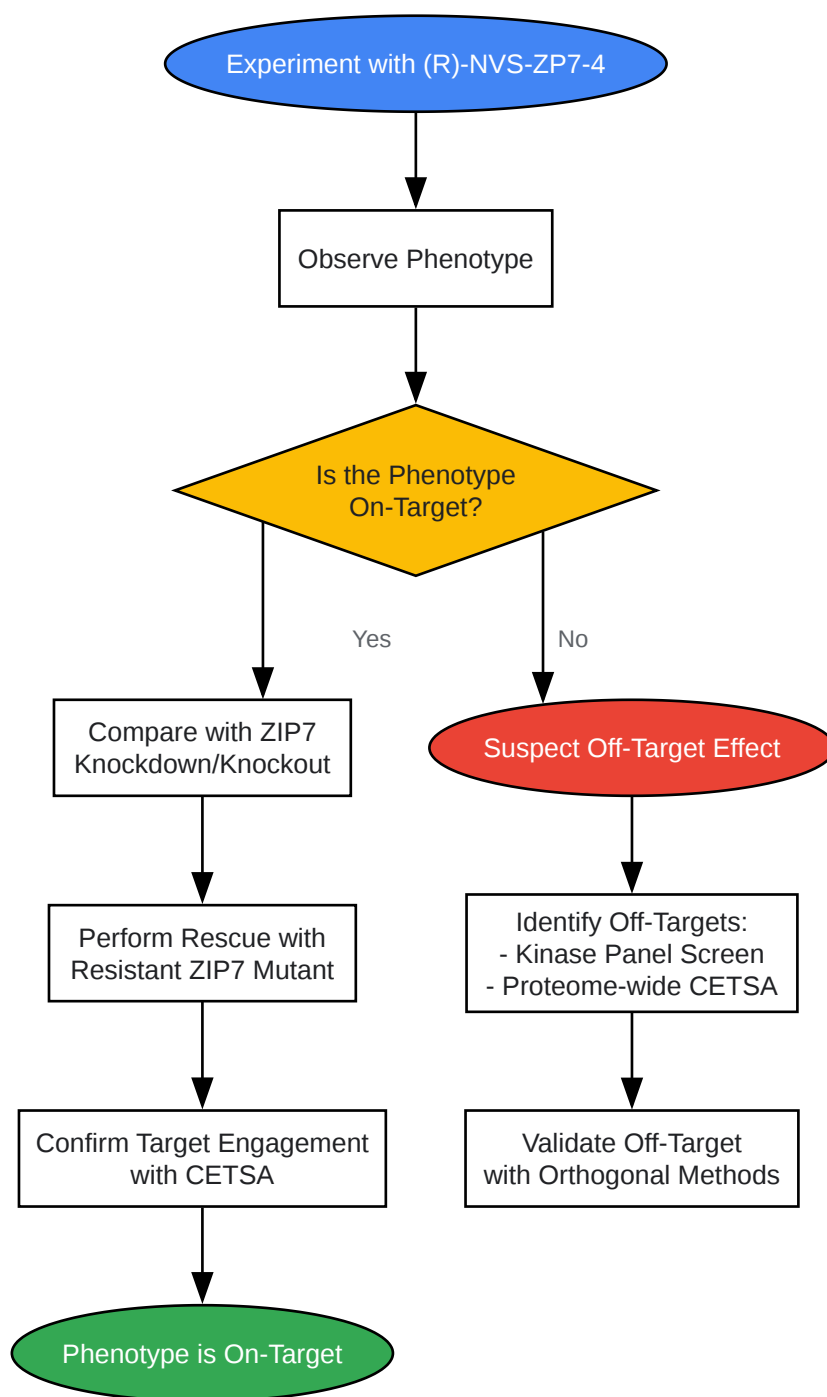 Experiment with (R)-NVS-ZP7-4
Observe Phenotype
Is the Phenotype
On-Target?
Yes
No
Compare with ZIP7
Knockdown/Knockout
Suspect Off-Target Effect
Perform Rescue with
Resistant ZIP7 Mutant
Identify Off-Targets:
- Kinase Panel Screen
- Proteome-wide CETSA
Confirm Target Engagement
with CETSA
Validate Off-Target
with Orthogonal Methods
Phenotype is On-Target